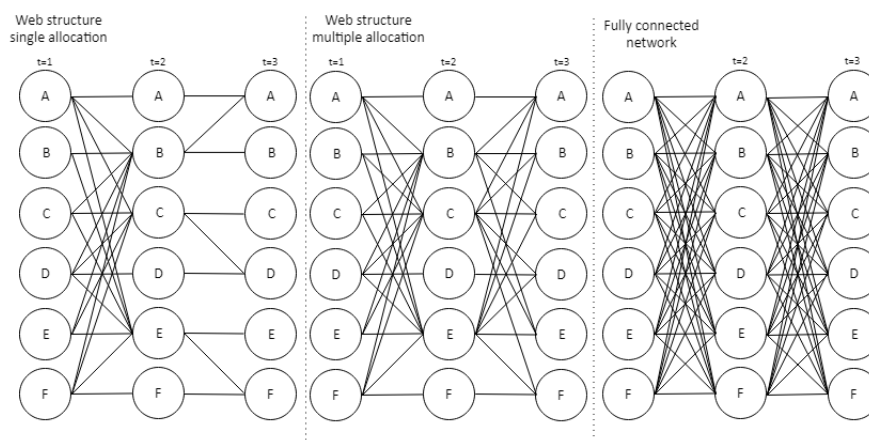 Web structure
single allocation
Web structure
multiple allocation
Fully connected
network
t=1
t=2
t=3
t=1
t=2
t=3
t=2
t=3
A
A
A
A
A
A
A
A
A
B
B
B
B
B
B
B
B
B
C
C
C
C
C
C
C
C
C
D
D
D
D
D
D
D
D
D
E
E
E
E
E
E
E
E
E
F
F
F
F
F
F
F
F
F